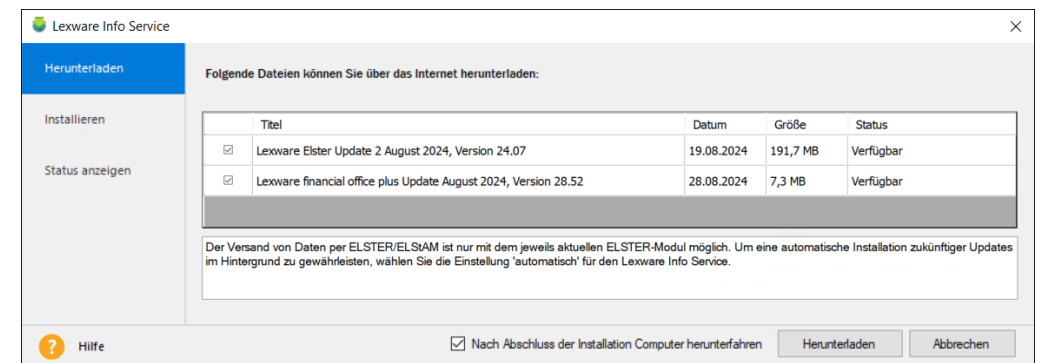 Lexware Info Service
Herunterladen
Installieren
Status anzeigen
Folgende Dateien können Sie über das Internet herunterladen:
Titel Datum Größe Status
Lexware Elster Update 2 August 2024, Version 24.07 19.08.2024 191,7 MB Verfügbar
Lexware financial office plus Update August 2024, Version 28.52 28.08.2024 7,3 MB Verfügbar
Der Versand von Daten per ELSTER/ELStAM ist nur mit dem jeweils aktuellen ELSTER-Modul möglich. Um eine automatische Installation zukünftiger Updates
im Hintergrund zu gewährleisten, wählen Sie die Einstellung 'automatisch' für den Lexware Info Service.
? Hilfe
Nach Abschluss der Installation Computer herunterfahren
Herunterladen
Abbrechen